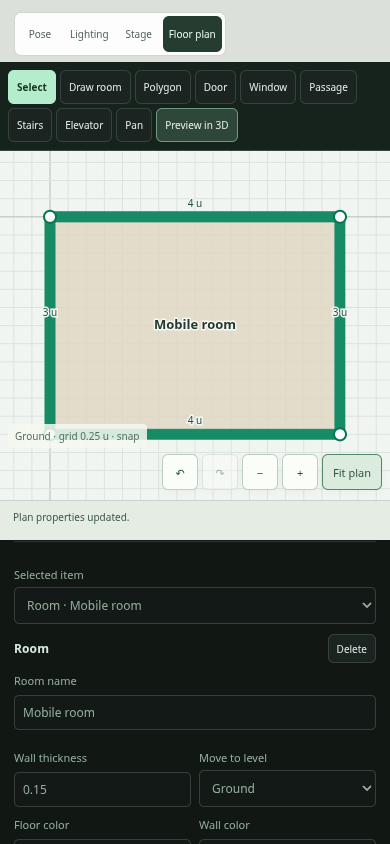 Pose Lighting Stage Floor plan
Select Draw room Polygon Door Window Passage
Stairs Elevator Pan Preview in 3D
4 u
3 u 3 u
Mobile room
4 u
Ground · grid 0.25 u · snap
↶ ↷ − + Fit plan
Plan properties updated.
Selected item
Room · Mobile room
Room Delete
Room name
Mobile room
Wall thickness Move to level
0.15 Ground
Floor color Wall color